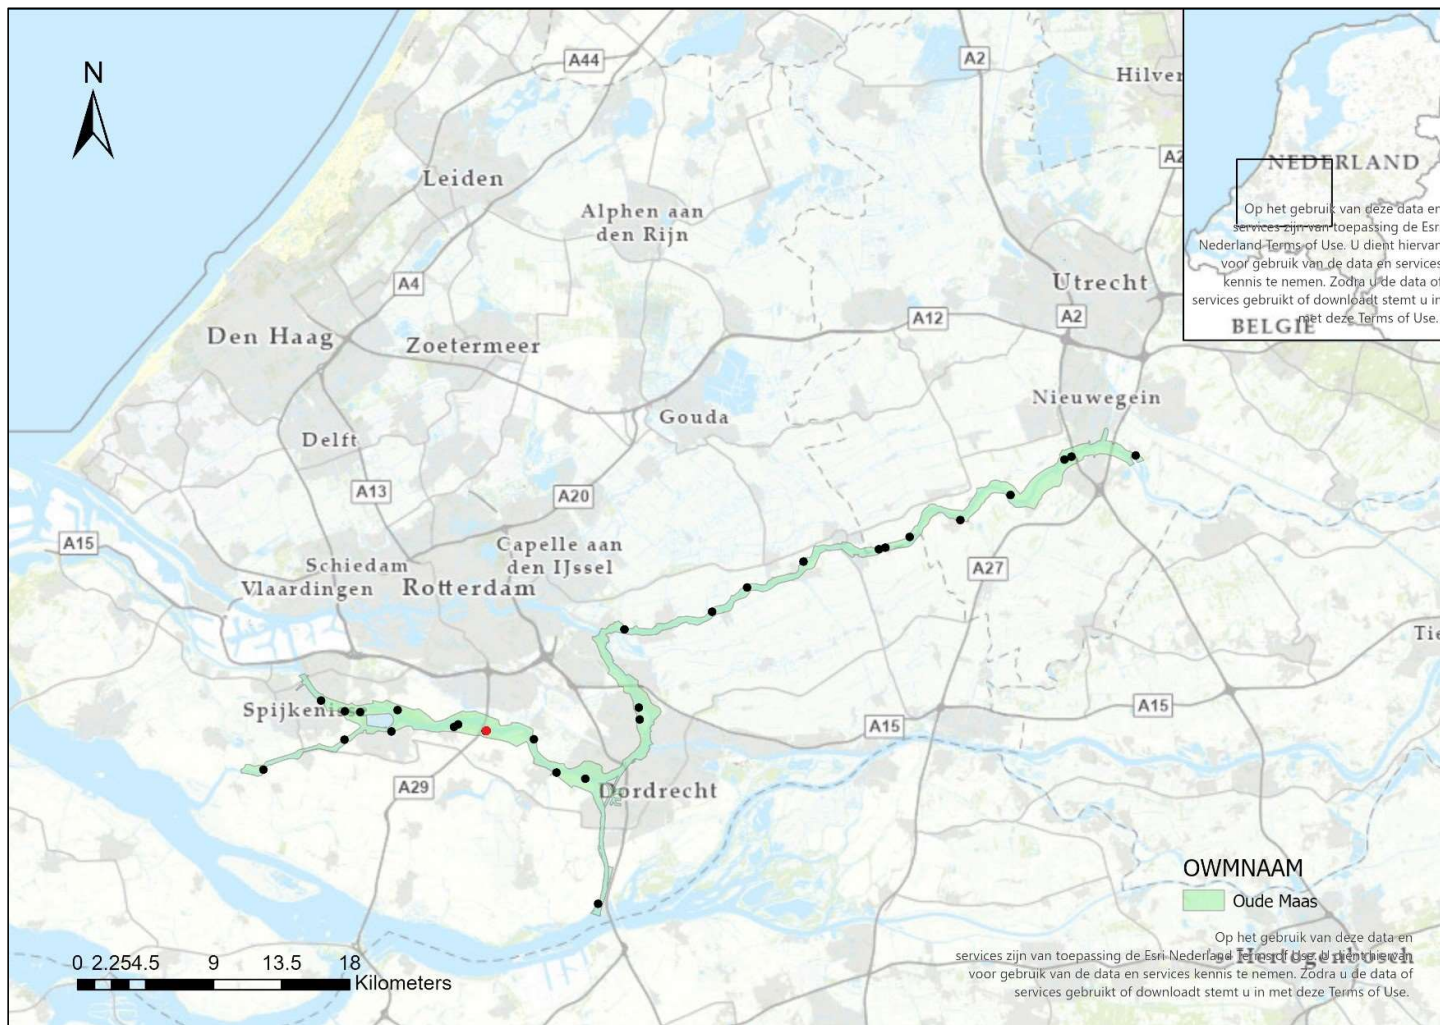 N
A44
A2
Hilver
A2
Leiden
Alphen aan
den Rijn
A4
Utrecht
A2
A12
Den Haag
Zoetermeer
Nieuwegein
Gouda
Delft
A13
A20
A15
Schiedam
Capelle aan
den IJssel
Vlaardingen
Rotterdam
A27
Tie
Spijkenis
A15
A15
A29
Dordrecht
NEDERLAND
Op het gebruik van deze data en
services zijn van toepassing de Esri
Nederland Terms of Use. U dient hiervan
voor gebruik van de data en services
kennis te nemen. Zodra u de data of
services gebruikt of downloadt stemt u in
met deze Terms of Use.
BELGIË
OWMNAAM
Oude Maas
Op het gebruik van deze data en
services zijn van toepassing de Esri Nederland Terms of Use. U dient hiervan
voor gebruik van de data en services kennis te nemen. Zodra u de data of
services gebruikt of downloadt stemt u in met deze Terms of Use.
Hertogenbosch
0 2.25 4.5 9 13.5 18
Kilometers